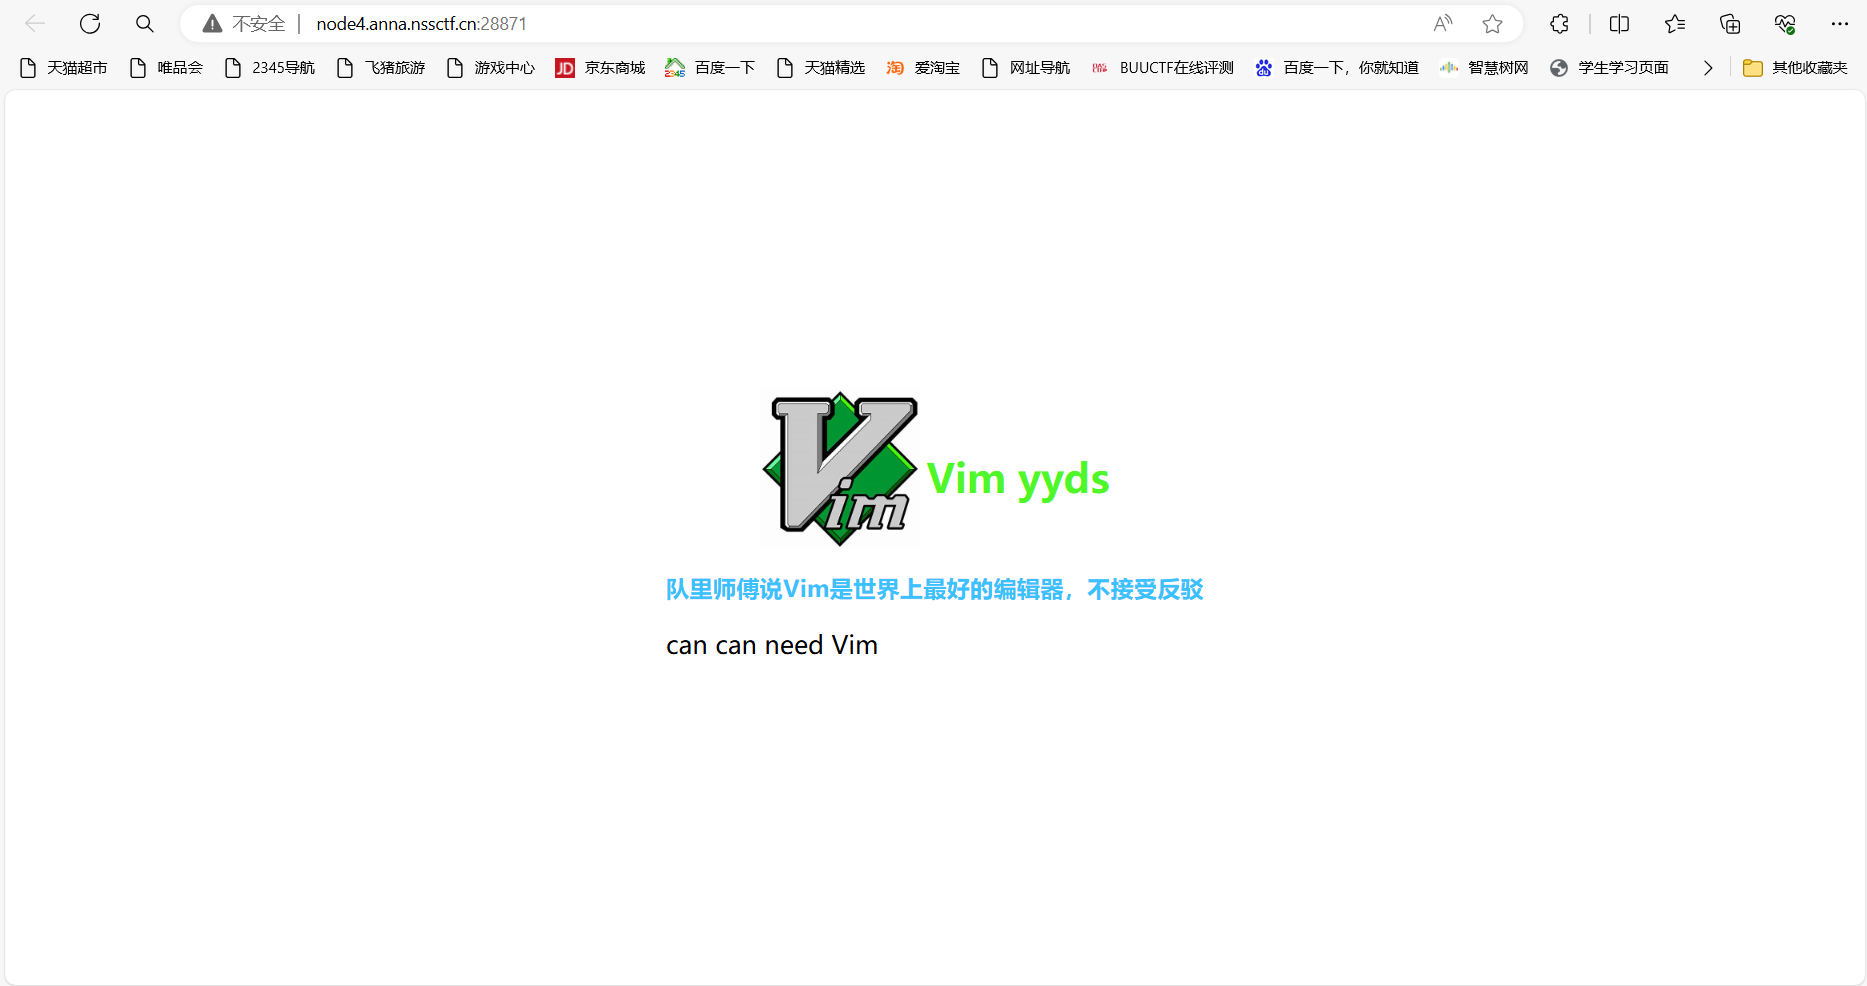 不安全 | node4.anna.nssctf.cn:28871
天猫超市 唯品会 2345导航 飞猪旅游 游戏中心 JD 京东商城 2345 百度一下 天猫精选 淘 爱淘宝 网址导航 BUUCTF在线评测 du 百度一下，你就知道 智慧树网 学生学习页面 其他收藏夹
Vim Vim yyds
队里师傅说Vim是世界上最好的编辑器，不接受反驳
can can need Vim